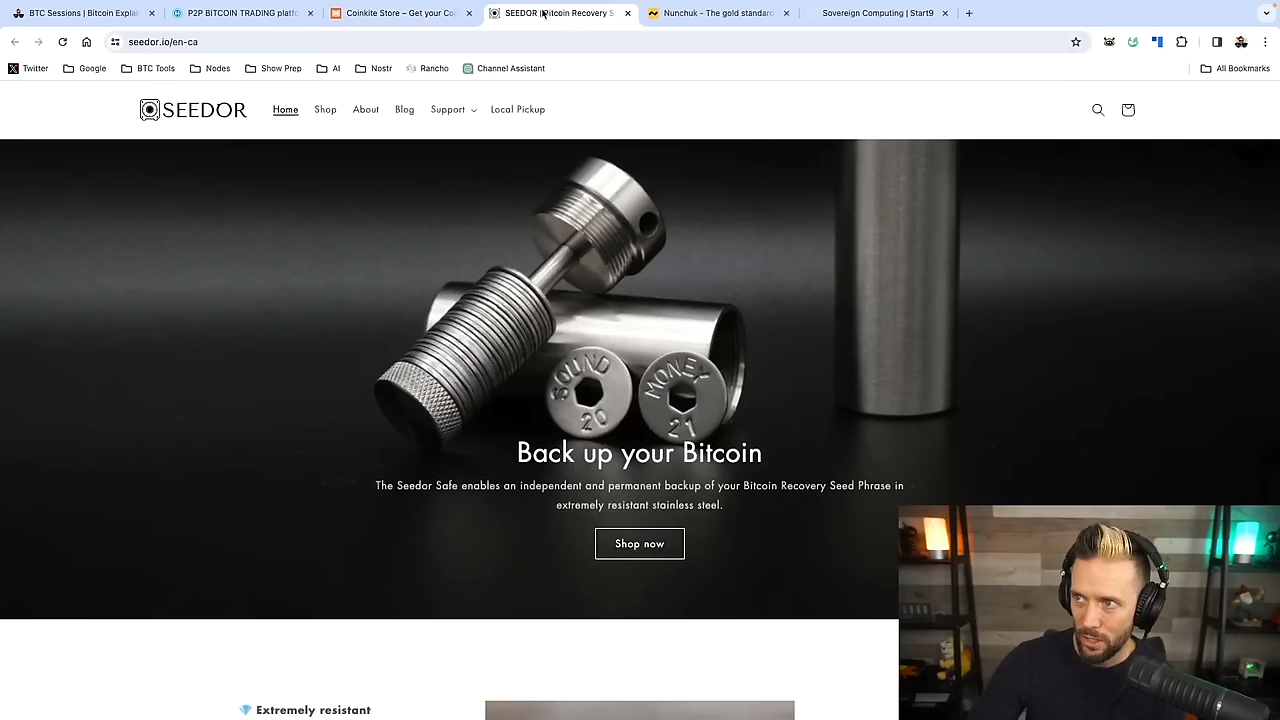 BTC Sessions | Bitcoin Explai
P2P BITCOIN TRADING platf
Coinkite Store – Get your Co
SEEDOR | Bitcoin Recovery S
Nunchuk - The gold standard
Sovereign Computing | Start9
seedor.io/en-ca
Twitter
Google
BTC Tools
Nodes
Show Prep
AI
Nostr
Rancho
Channel Assistant
All Bookmarks
SEEDOR
Home
Shop
About
Blog
Support
Local Pickup
SOUND
20
MONEY
21
Back up your Bitcoin
The Seedor Safe enables an independent and permanent backup of your Bitcoin Recovery Seed Phrase in
extremely resistant stainless steel.
Shop now
💎 Extremely resistant